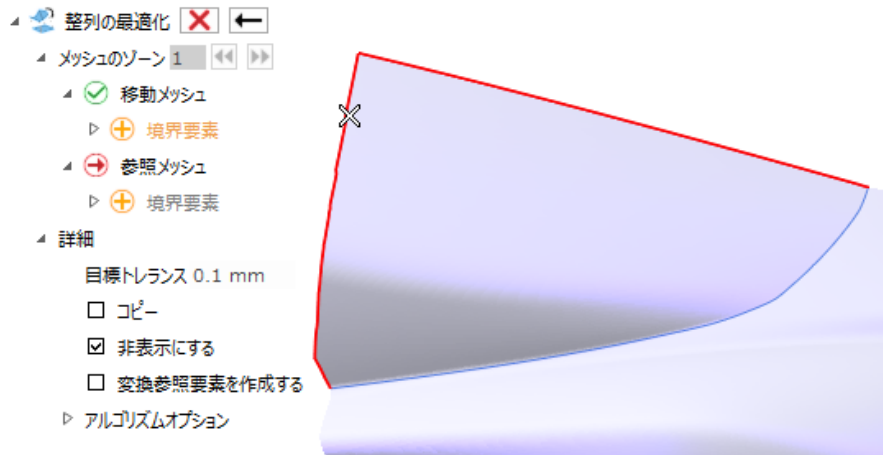 整列の最適化
メッシュのゾーン 1
移動メッシュ
境界要素
参照メッシュ
境界要素
詳細
目標トレランス 0.1 mm
コピー
非表示にする
変換参照要素を作成する
アルゴリズムオプション